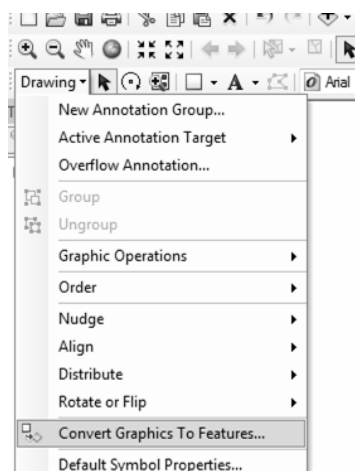 Drawing A Arial
New Annotation Group...
Active Annotation Target
Overflow Annotation...
Group
Ungroup
Graphic Operations
Order
Nudge
Align
Distribute
Rotate or Flip
Convert Graphics To Features...
Default Symbol Properties...